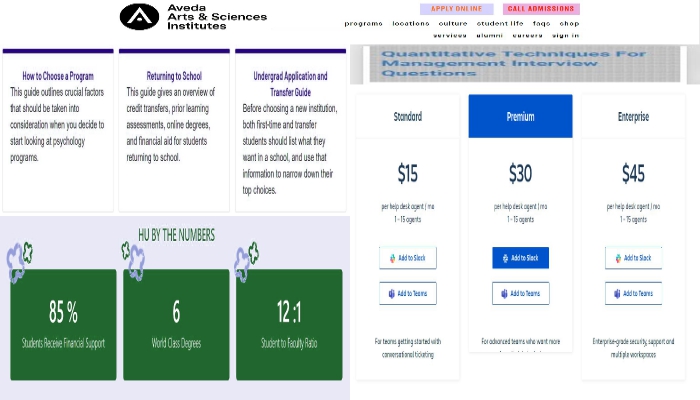 Aveda
Arts & Sciences
Institutes
APPLY ONLINE
CALL ADMISSIONS
programs locations culture student life faqs shop
services alumni careers sign in
How to Choose a Program
This guide outlines crucial factors
that should be taken into
consideration when you decide to
start looking at psychology
programs.
Returning to School
This guide gives an overview of
credit transfers, prior learning
assessments, online degrees,
and financial aid for students
returning to school.
Undergrad Application and
Transfer Guide
Before choosing a new institution,
both first-time and transfer
students should list what they
want in a school, and use that
information to narrow down their
top choices.
HU BY THE NUMBERS
85 %
Students Receive Financial Support
6
World Class Degrees
12 :1
Student to Faculty Ratio
Quantitative Techniques For
Management Interview
Questions
Standard
$15
per help desk agent | mo
1 - 15 agents
Add to Slack
Add to Teams
For teams getting started with
conversational ticketing
Premium
$30
per help desk agent | mo
1 - 15 agents
Add to Slack
Add to Teams
For advanced teams who want more
Enterprise
$45
per help desk agent | mo
1 - 15 agents
Add to Slack
Add to Teams
Enterprise-grade security, support and
multiple workspaces